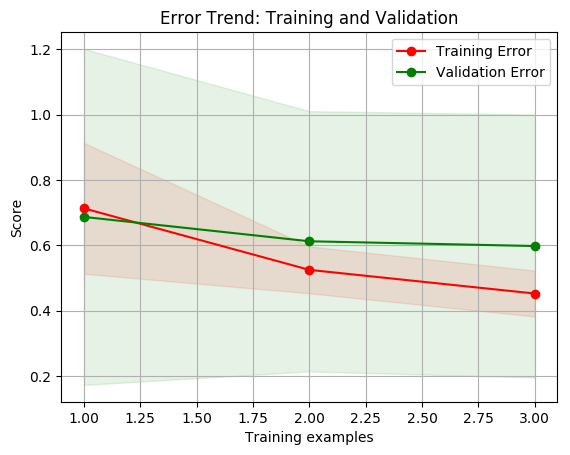 Error Trend: Training and Validation
Training Error
Validation Error
1.2
1.0
0.8
0.6
0.4
0.2
Score
1.00 1.25 1.50 1.75 2.00 2.25 2.50 2.75 3.00
Training examples